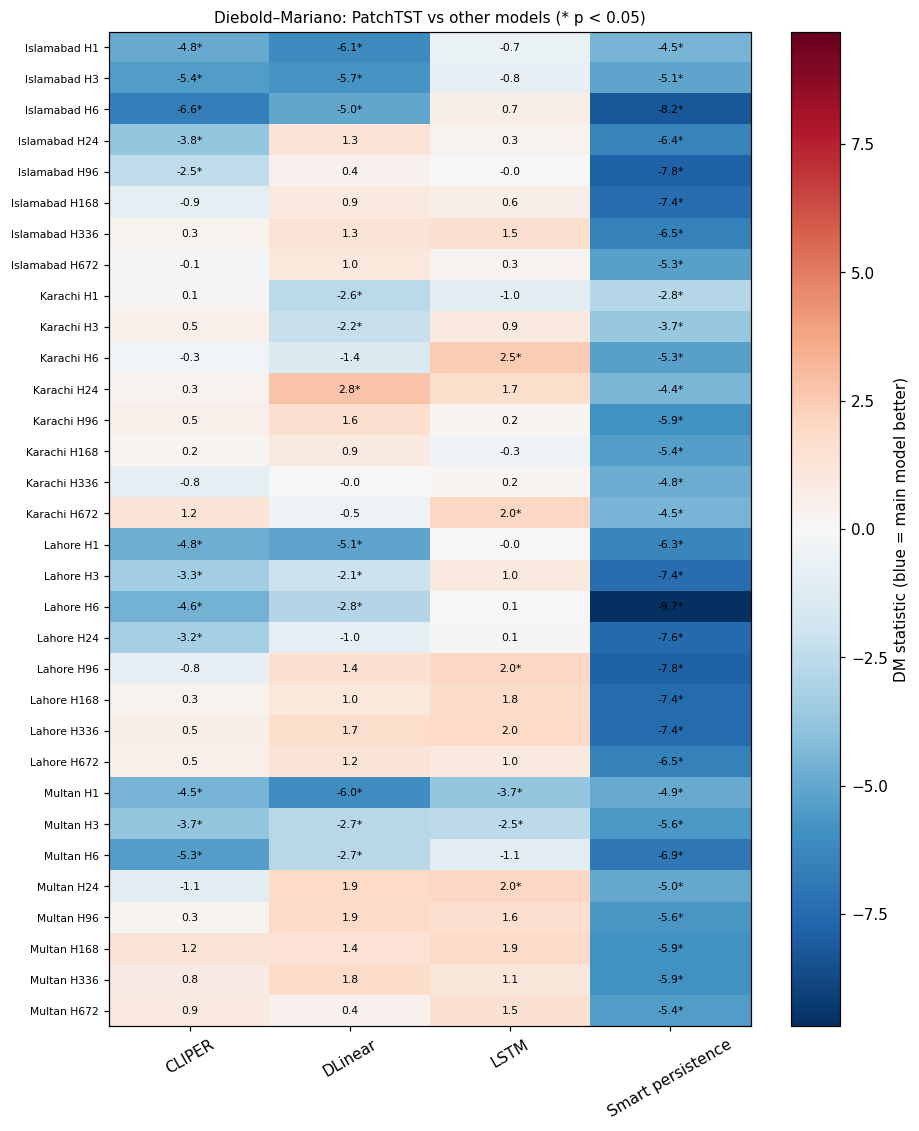 Diebold–Mariano: PatchTST vs other models (* p < 0.05)
Islamabad H1 -4.8* -6.1* -0.7 -4.5*
Islamabad H3 -5.4* -5.7* -0.8 -5.1*
Islamabad H6 -6.6* -5.0* 0.7 -8.2*
Islamabad H24 -3.8* 1.3 0.3 -6.4*
Islamabad H96 -2.5* 0.4 -0.0 -7.8*
Islamabad H168 -0.9 0.9 0.6 -7.4*
Islamabad H336 0.3 1.3 1.5 -6.5*
Islamabad H672 -0.1 1.0 0.3 -5.3*
Karachi H1 0.1 -2.6* -1.0 -2.8*
Karachi H3 0.5 -2.2* 0.9 -3.7*
Karachi H6 -0.3 -1.4 2.5* -5.3*
Karachi H24 0.3 2.8* 1.7 -4.4*
Karachi H96 0.5 1.6 0.2 -5.9*
Karachi H168 0.2 0.9 -0.3 -5.4*
Karachi H336 -0.8 -0.0 0.2 -4.8*
Karachi H672 1.2 -0.5 2.0* -4.5*
Lahore H1 -4.8* -5.1* -0.0 -6.3*
Lahore H3 -3.3* -2.1* 1.0 -7.4*
Lahore H6 -4.6* -2.8* 0.1 -9.7*
Lahore H24 -3.2* -1.0 0.1 -7.6*
Lahore H96 -0.8 1.4 2.0* -7.8*
Lahore H168 0.3 1.0 1.8 -7.4*
Lahore H336 0.5 1.7 2.0 -7.4*
Lahore H672 0.5 1.2 1.0 -6.5*
Multan H1 -4.5* -6.0* -3.7* -4.9*
Multan H3 -3.7* -2.7* -2.5* -5.6*
Multan H6 -5.3* -2.7* -1.1 -6.9*
Multan H24 -1.1 1.9 2.0* -5.0*
Multan H96 0.3 1.9 1.6 -5.6*
Multan H168 1.2 1.4 1.9 -5.9*
Multan H336 0.8 1.8 1.1 -5.9*
Multan H672 0.9 0.4 1.5 -5.4*
CLIPER DLinear LSTM Smart persistence
7.5
5.0
2.5
0.0
−2.5
−5.0
−7.5
DM statistic (blue = main model better)